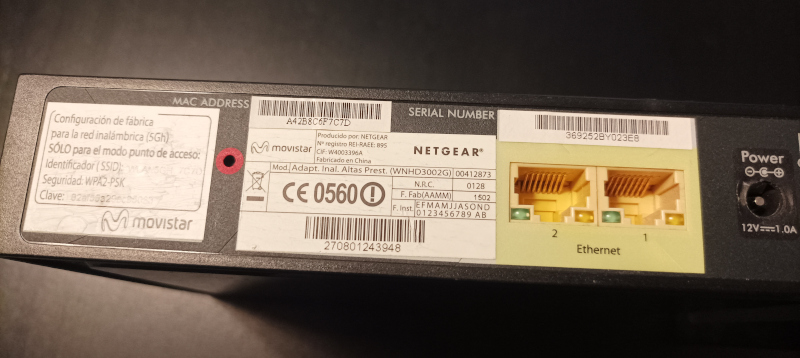 Configuración de fábrica
para la red inalámbrica (5Gh)
SÓLO para el modo punto de acceso:
Identificador (SSID):
Seguridad: WPA2-PSK
Clave:
movistar
MAC ADDRESS
A42B8C6F7C7D
SERIAL NUMBER
369252BY023E8
movistar
Producido por: NETGEAR
Nº registro REI-RAEE: 895
CIF: W4003396A
Fabricado en China
NETGEAR®
Mod. Adapt. Inal. Altas Prest. (WNHD3002G) 00412873
CE 0560
N.R.C. 0128
F. Fab(AAMM) 1502
F. Inst. EFMAMJJASOND
0123456789 AB
270801243948
2 1
Ethernet
Power
12V 1.0A